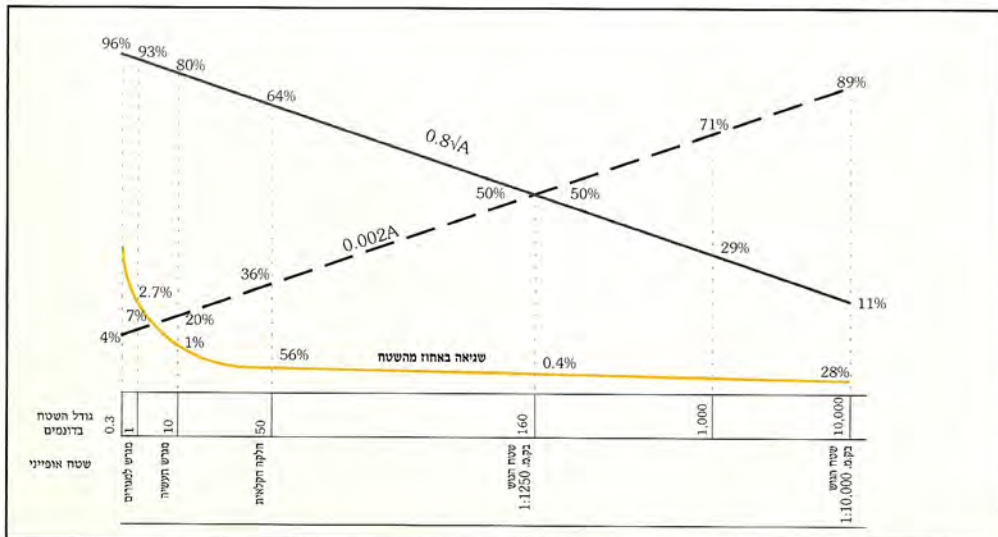 96%
93%
80%
64%
0.8√A
89%
71%
50%
50%
0.002A
36%
29%
2.7%
7%
20%
11%
4%
1%
56%
שגיאה באחוז מהשטח
0.4%
28%
גודל השטח
בדונמים
0.3
1
10
50
160
1,000
10,000
שטח אופייני
מגרש למגורים
מגרש תעשיה
חלקה חקלאית
שטח הגוש
בק.מ. 1:1250
שטח הגוש
בק.מ. 1:10,000